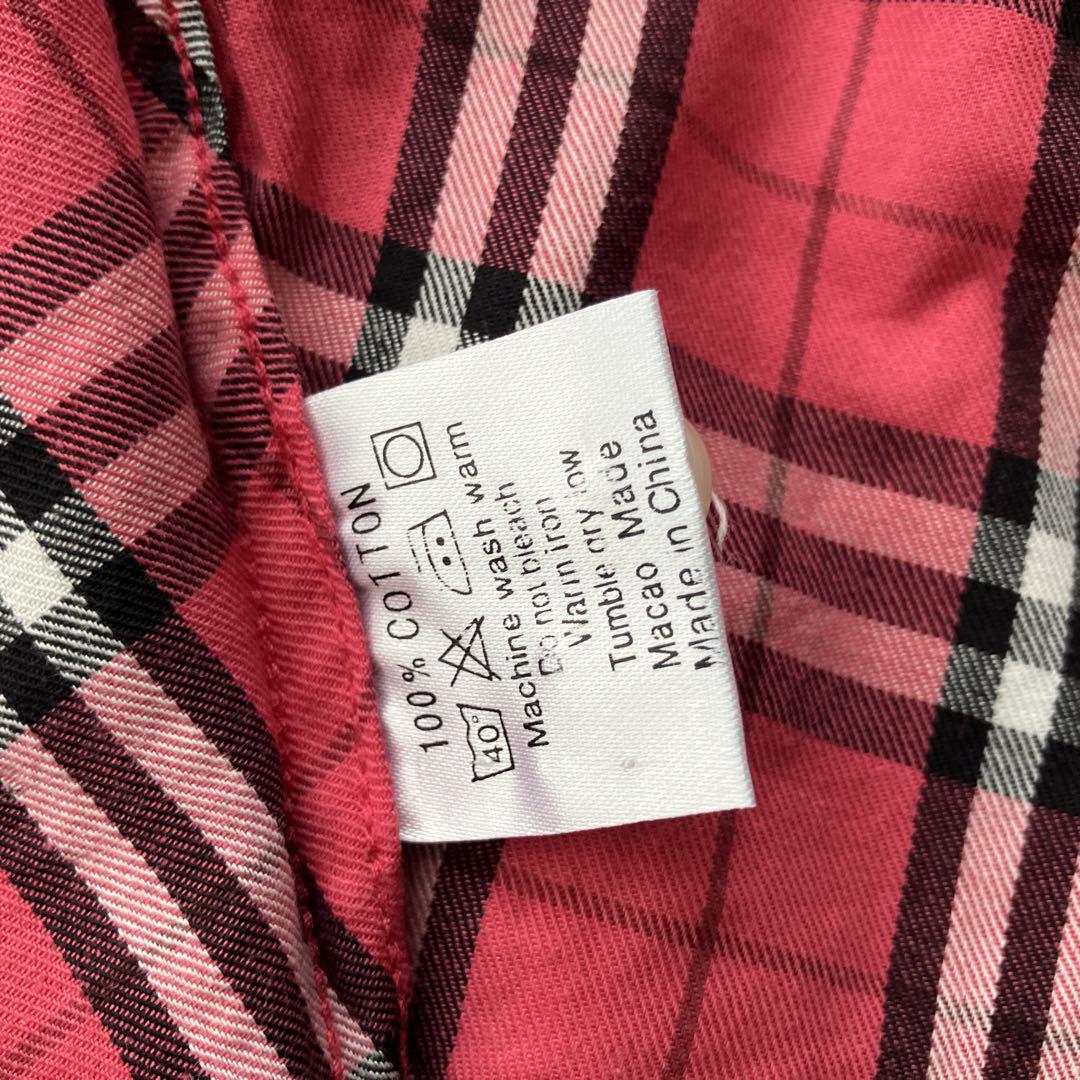 100% COTTON
40°
Machine wash warm
Do not bleach
Warm iron
Tumble dry low
Macao Made
Made in China